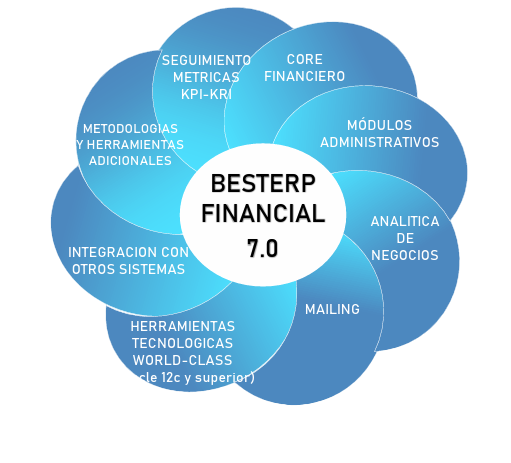 SEGUIMIENTO
METRICAS
KPI-KRI
CORE
FINANCIERO
MÓDULOS
ADMINISTRATIVOS
ANALITICA
DE
NEGOCIOS
MAILING
HERRAMIENTAS
TECNOLOGICAS
WORLD-CLASS
cle 12c y superior)
INTEGRACION CON
OTROS SISTEMAS
METODOLOGIAS
Y HERRAMIENTAS
ADICIONALES
BESTERP
FINANCIAL
7.0